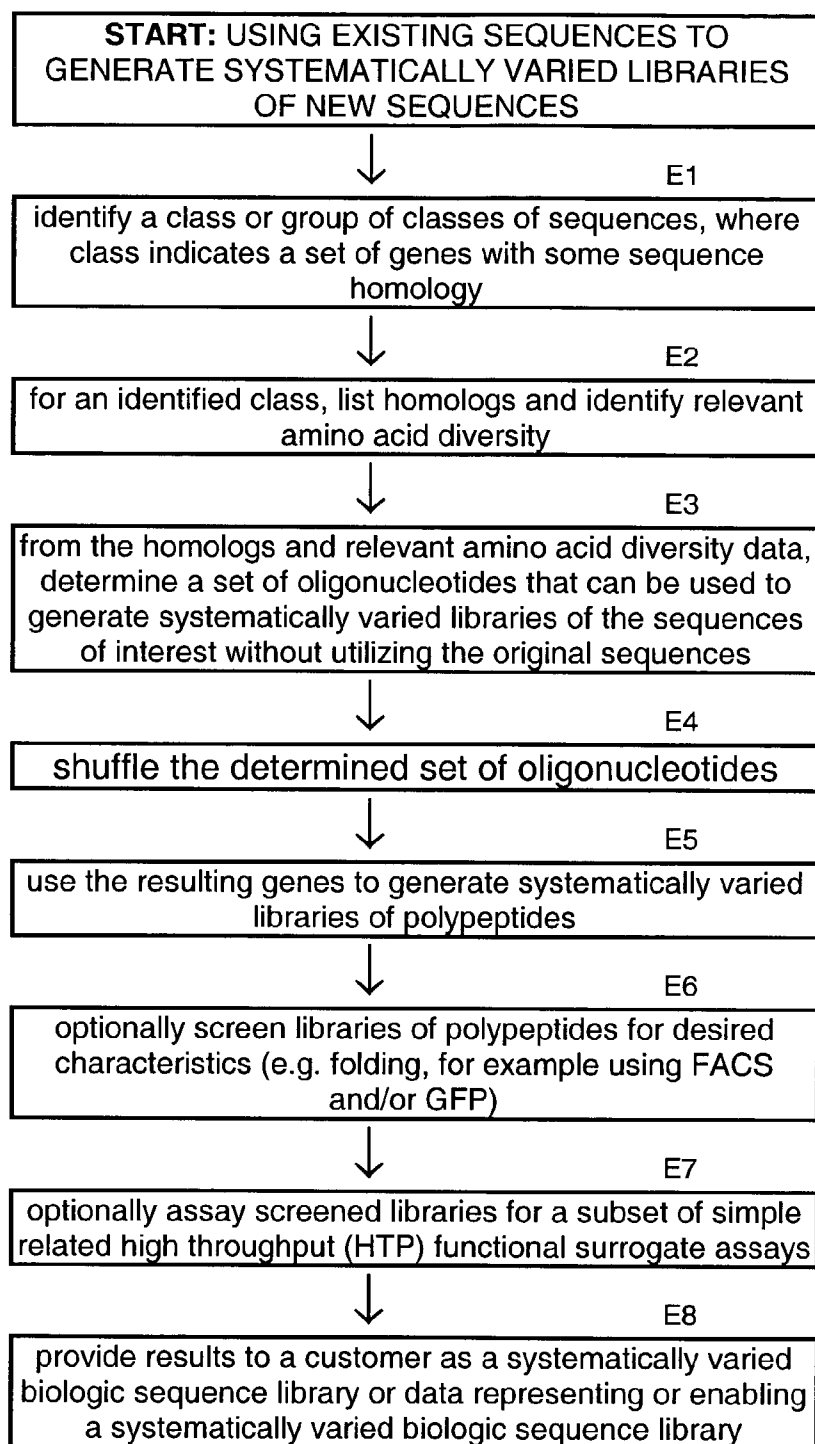 START: USING EXISTING SEQUENCES TO
GENERATE SYSTEMATICALLY VARIED LIBRARIES
OF NEW SEQUENCES
E1
identify a class or group of classes of sequences, where
class indicates a set of genes with some sequence
homology
E2
for an identified class, list homologs and identify relevant
amino acid diversity
E3
from the homologs and relevant amino acid diversity data,
determine a set of oligonucleotides that can be used to
generate systematically varied libraries of the sequences
of interest without utilizing the original sequences
E4
shuffle the determined set of oligonucleotides
E5
use the resulting genes to generate systematically varied
libraries of polypeptides
E6
optionally screen libraries of polypeptides for desired
characteristics (e.g. folding, for example using FACS
and/or GFP)
E7
optionally assay screened libraries for a subset of simple
related high throughput (HTP) functional surrogate assays
E8
provide results to a customer as a systematically varied
biologic sequence library or data representing or enabling
a systematically varied biologic sequence library